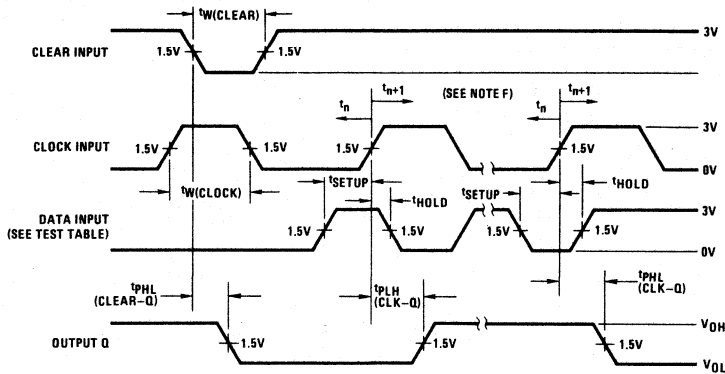 tW(CLEAR)
3V
CLEAR INPUT
1.5V
1.5V
tn
tn+1
(SEE NOTE F)
tn
tn+1
3V
CLOCK INPUT
1.5V
1.5V
1.5V
1.5V
0V
tW(CLOCK)
tSETUP
tHOLD
tSETUP
tHOLD
3V
DATA INPUT
(SEE TEST TABLE)
1.5V
1.5V
1.5V
1.5V
0V
tPHL
(CLEAR-Q)
tPLH
(CLK-Q)
tPHL
(CLK-Q)
VOH
OUTPUT Q
1.5V
1.5V
1.5V
VOL